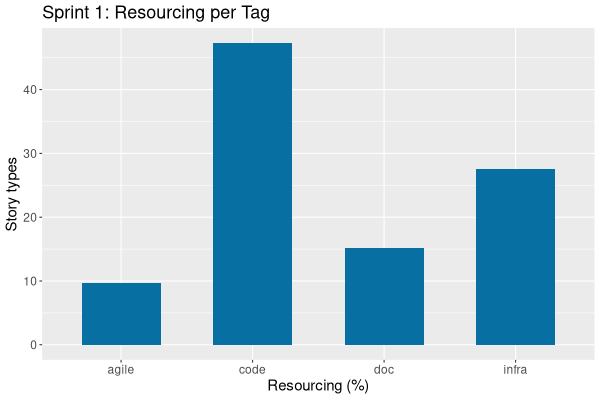 Sprint 1: Resourcing per Tag
Story types
40
30
20
10
0
agile code doc infra
Resourcing (%)